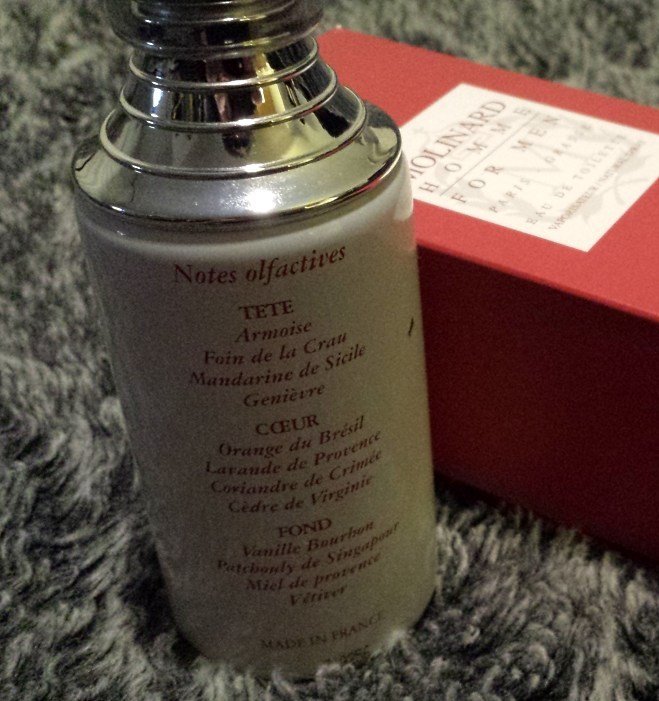 Notes olfactives
TETE
Armoise
Foin de la Crau
Mandarine de Sicile
Genièvre
CŒUR
Orange du Brésil
Lavande de Provence
Coriandre de Crimée
Cèdre de Virginie
FOND
Vanille Bourbon
Patchouly de Singapour
Miel de provence
Vétiver
MADE IN FRANCE
MOLINARD
HOMME
FOR MEN
PARIS GRASSE
EAU DE TOILETTE